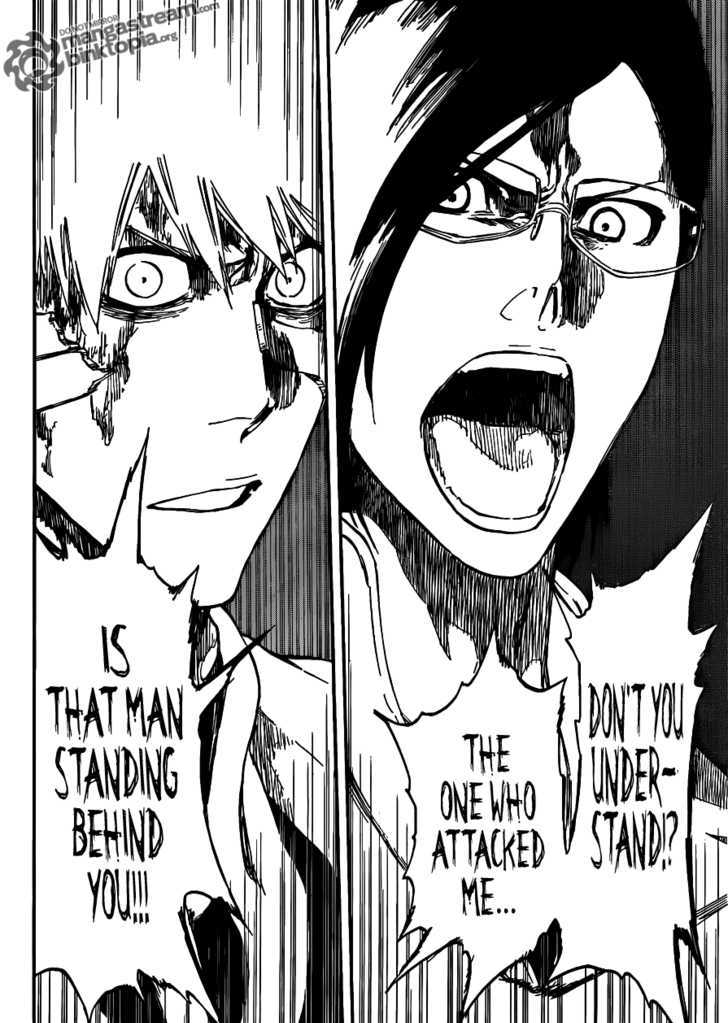 DO NOT MIRROR
mangastream.com
binktopia.org
DON'T YOU
UNDER-
STAND!?
THE
ONE WHO
ATTACKED
ME...
IS
THAT MAN
STANDING
BEHIND
YOU!!!